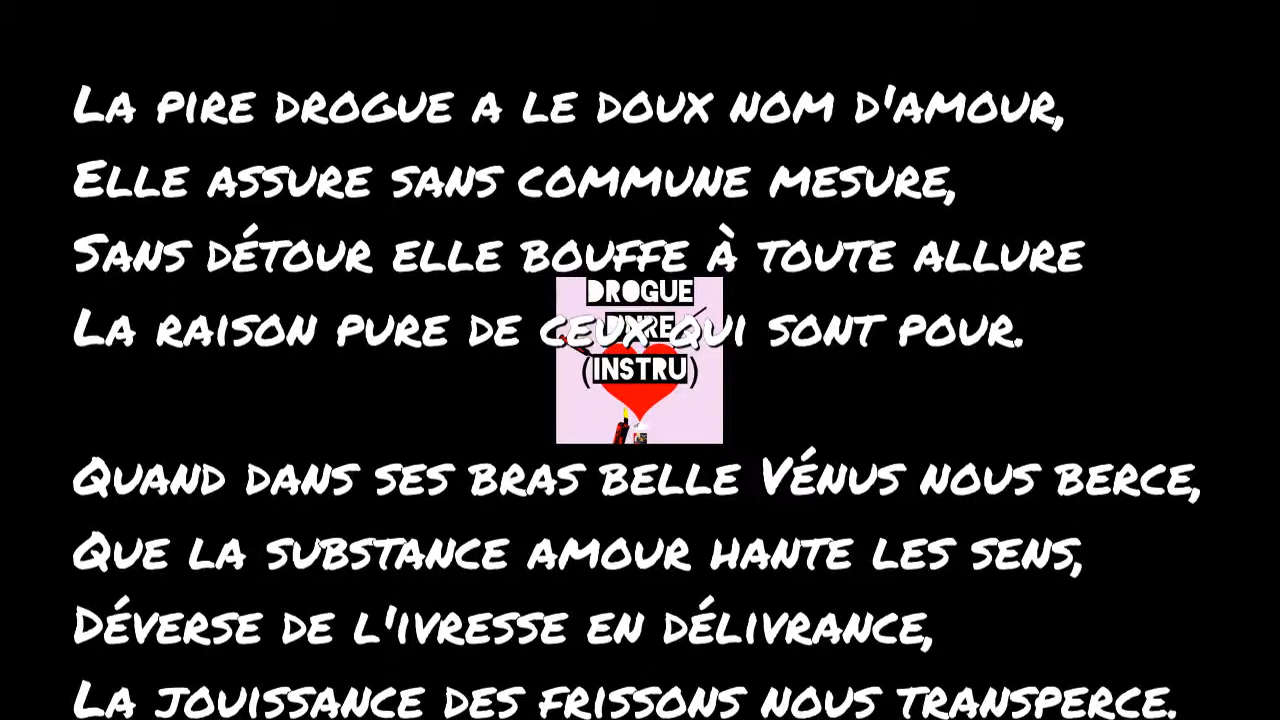 La pire drogue a le doux nom d'amour,
Elle assure sans commune mesure,
Sans détour elle bouffe à toute allure
DROGUE
La raison pure de ceux qui sont pour.
(INSTRU)
Quand dans ses bras belle Vénus nous berce,
Que la substance amour hante les sens,
Déverse de l'ivresse en délivrance,
La jouissance des frissons nous transperce.